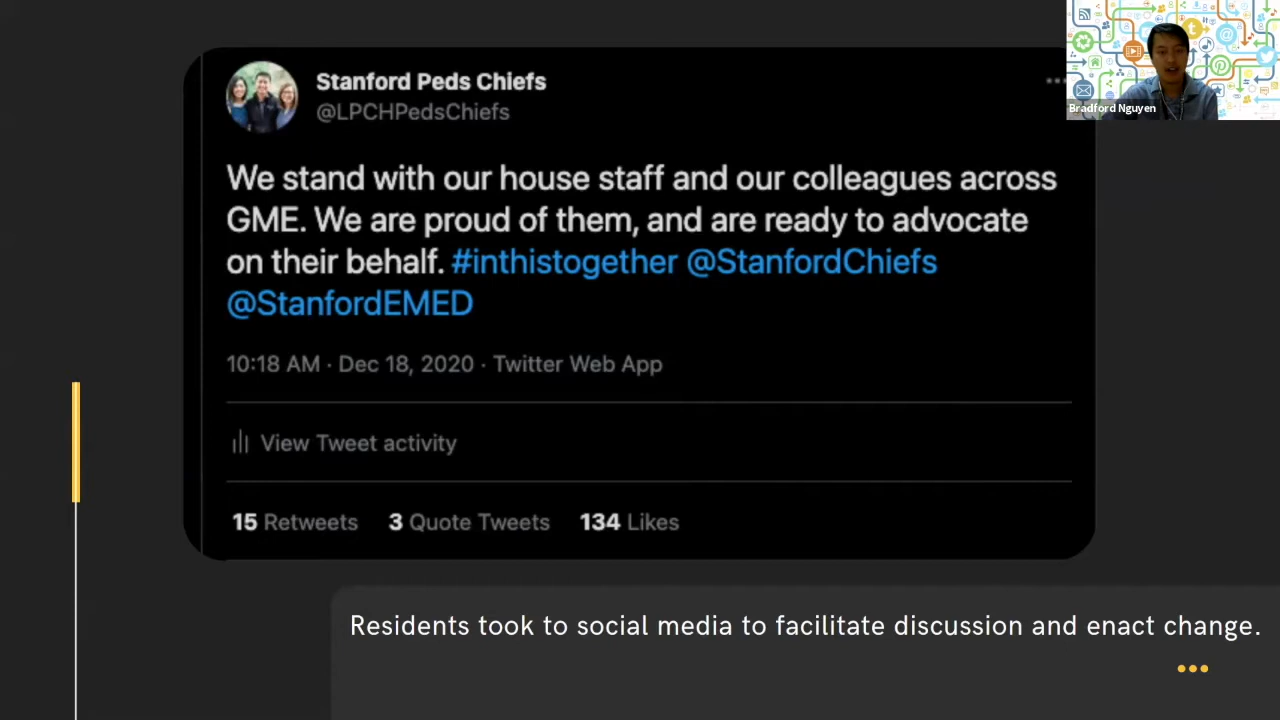 Stanford Peds Chiefs
@LPCHPedsChiefs
We stand with our house staff and our colleagues across
GME. We are proud of them, and are ready to advocate
on their behalf. #inthistogether @StanfordChiefs
@StanfordEMED
10:18 AM · Dec 18, 2020 · Twitter Web App
View Tweet activity
15 Retweets 3 Quote Tweets 134 Likes
Residents took to social media to facilitate discussion and enact change.
Bradford Nguyen